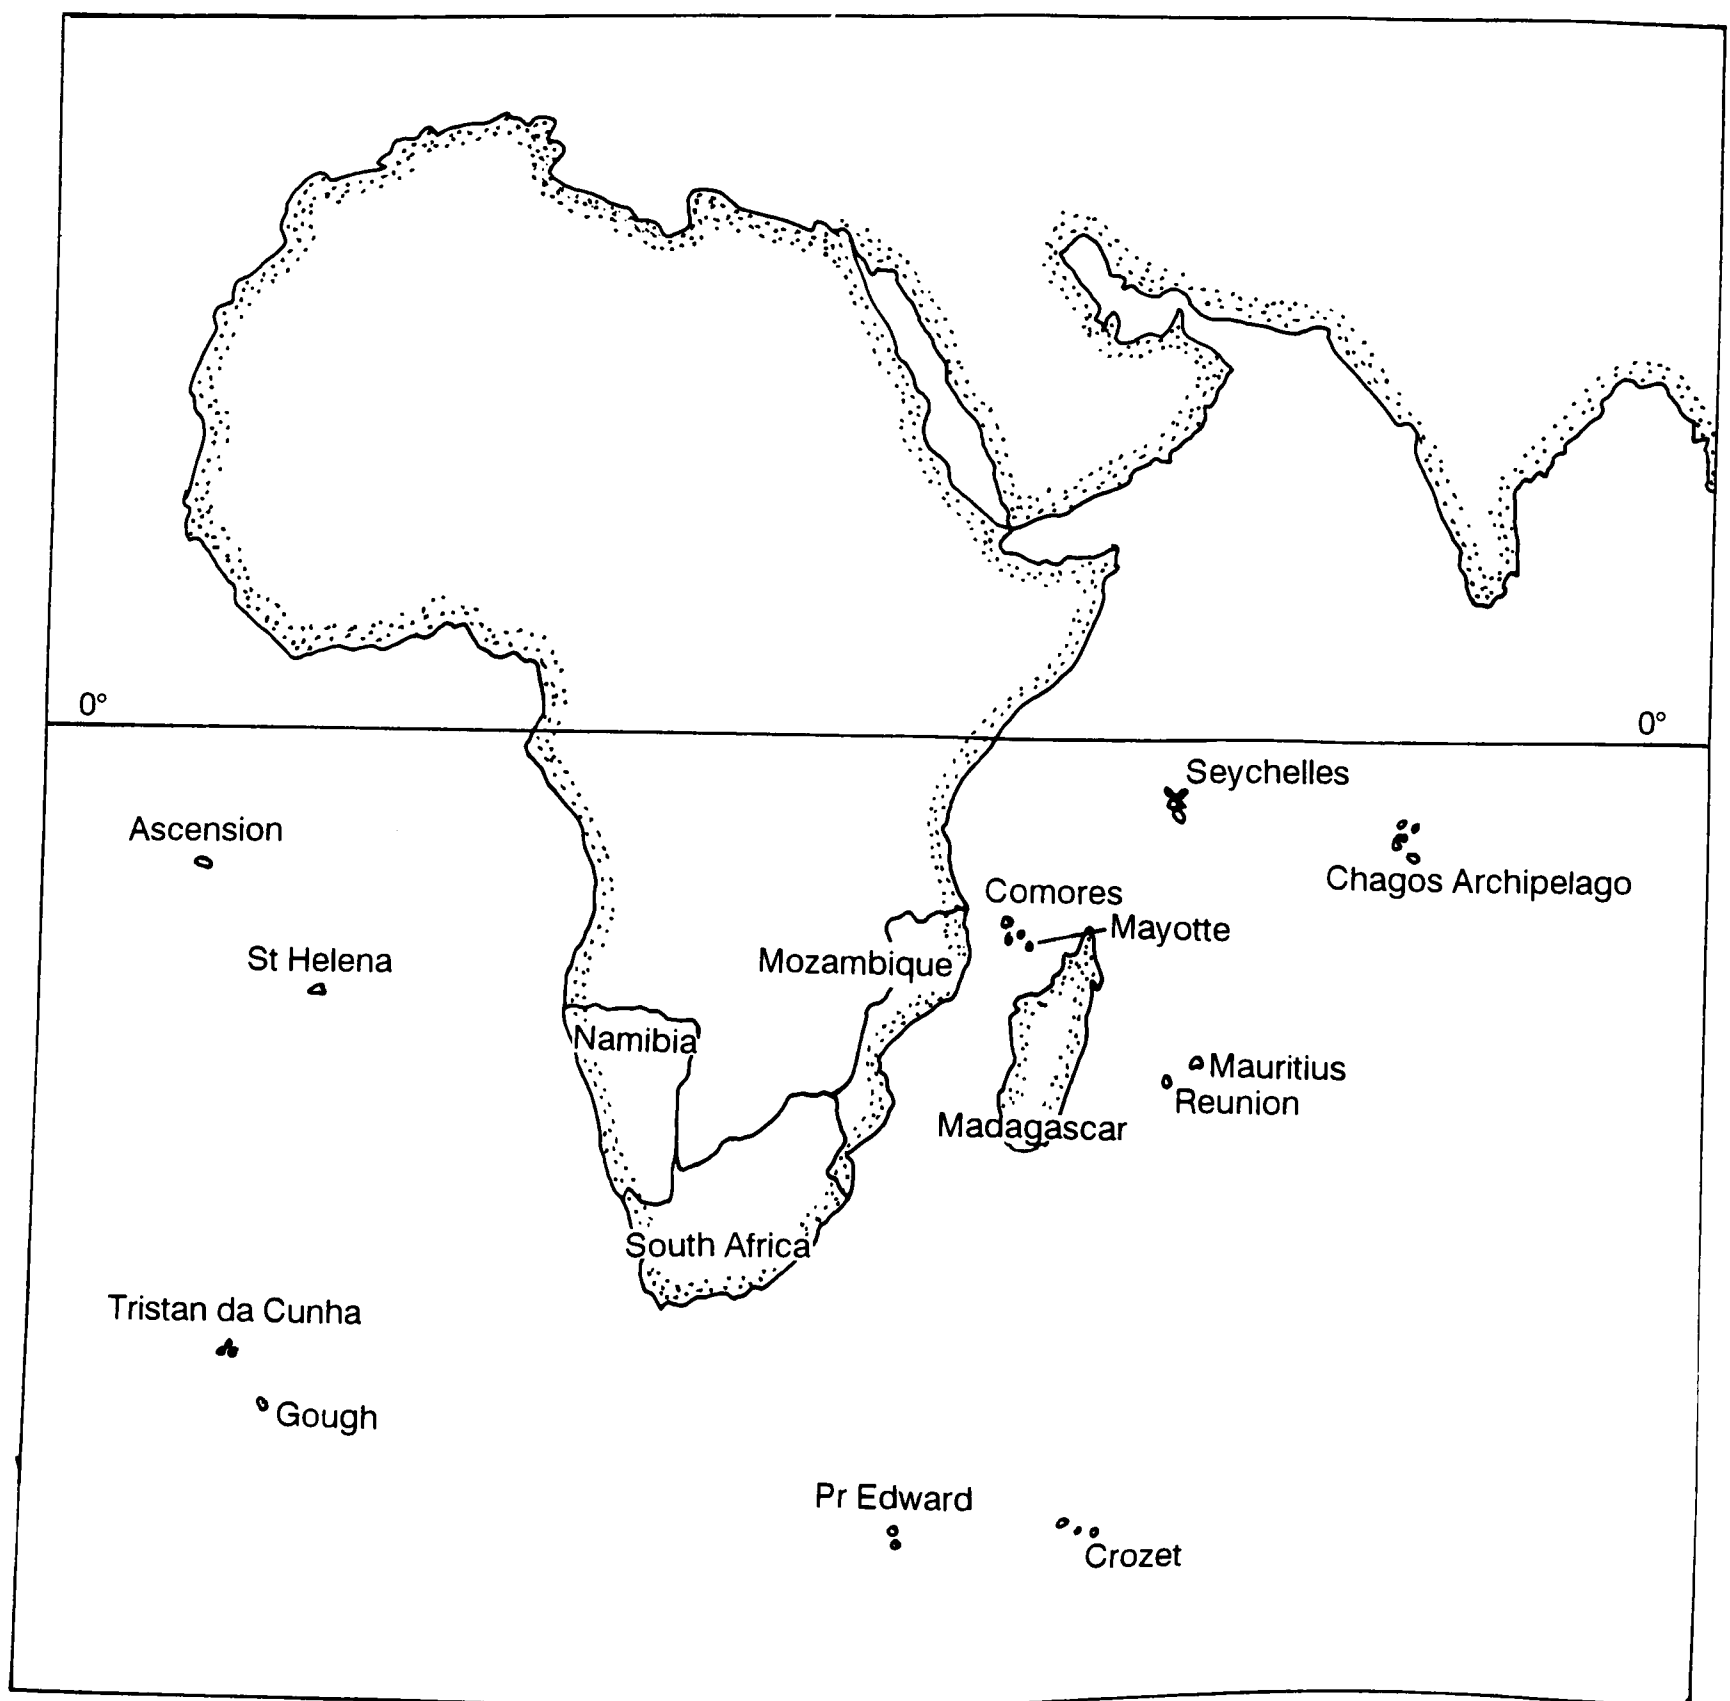 0°
0°
Seychelles
Ascension
Chagos Archipelago
Comores
Mayotte
St Helena
Mozambique
Namibia
Mauritius
Reunion
Madagascar
South Africa
Tristan da Cunha
Gough
Pr Edward
Crozet